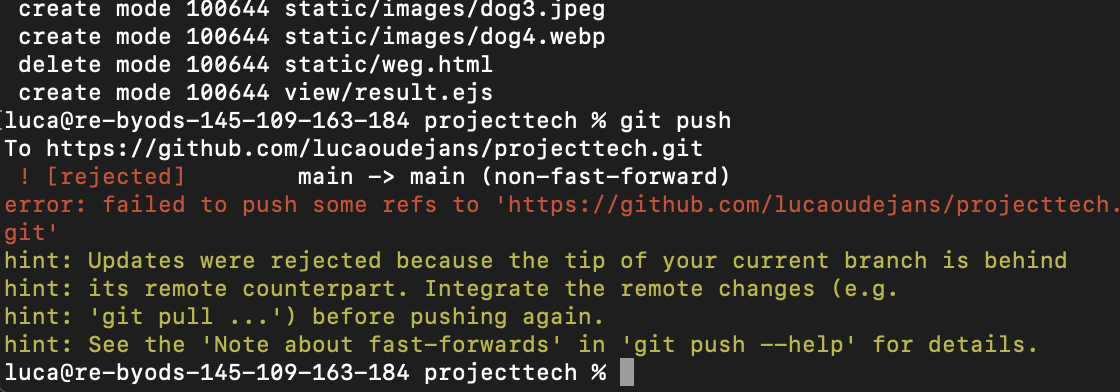 create mode 100644 static/images/dog3.jpeg
create mode 100644 static/images/dog4.webp
delete mode 100644 static/weg.html
create mode 100644 view/result.ejs
[luca@re-byods-145-109-163-184 projecttech % git push
To https://github.com/lucaoudejans/projecttech.git
! [rejected]        main -> main (non-fast-forward)
error: failed to push some refs to 'https://github.com/lucaoudejans/projecttech.
git'
hint: Updates were rejected because the tip of your current branch is behind
hint: its remote counterpart. Integrate the remote changes (e.g.
hint: 'git pull ...') before pushing again.
hint: See the 'Note about fast-forwards' in 'git push --help' for details.
luca@re-byods-145-109-163-184 projecttech %